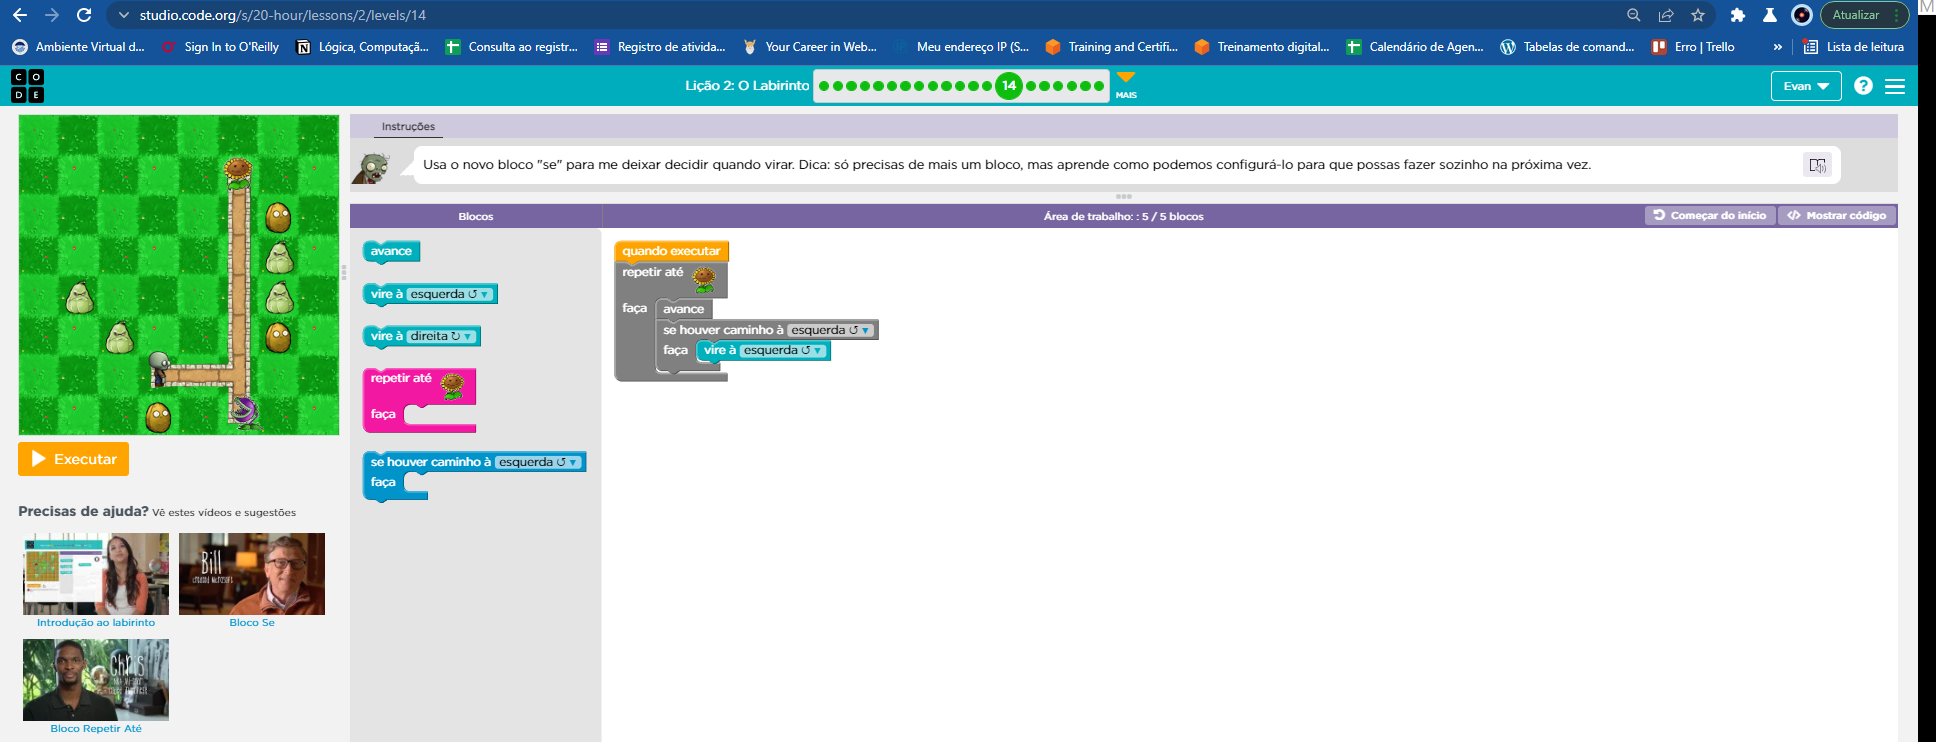 studio.code.org/s/20-hour/lessons/2/levels/14
Atualizar
M
Ambiente Virtual d... Sign In to O'Reilly Lógica, Computaçã... Consulta ao registr... Registro de ativida... Your Career in Web... Meu endereço IP (S... Training and Certifi... Treinamento digital... Calendário de Agen... Tabelas de comand... Erro | Trello » Lista de leitura
C O
D E
Lição 2: O Labirinto 14 MAIS Evan ?
Instruções
Usa o novo bloco "se" para me deixar decidir quando virar. Dica: só precisas de mais um bloco, mas aprende como podemos configurá-lo para que possas fazer sozinho na próxima vez.
Blocos Área de trabalho: : 5 / 5 blocos Começar do início </> Mostrar código
avance
vire à esquerda ↺ ▼
vire à direita ↻ ▼
repetir até
faça
se houver caminho à esquerda ↺ ▼
faça
quando executar
repetir até
faça avance
se houver caminho à esquerda ↺ ▼
faça vire à esquerda ↺ ▼
Executar
Precisas de ajuda? Vê estes vídeos e sugestões
Bill
Introdução ao labirinto
Bloco Se
Chris
Bloco Repetir Até